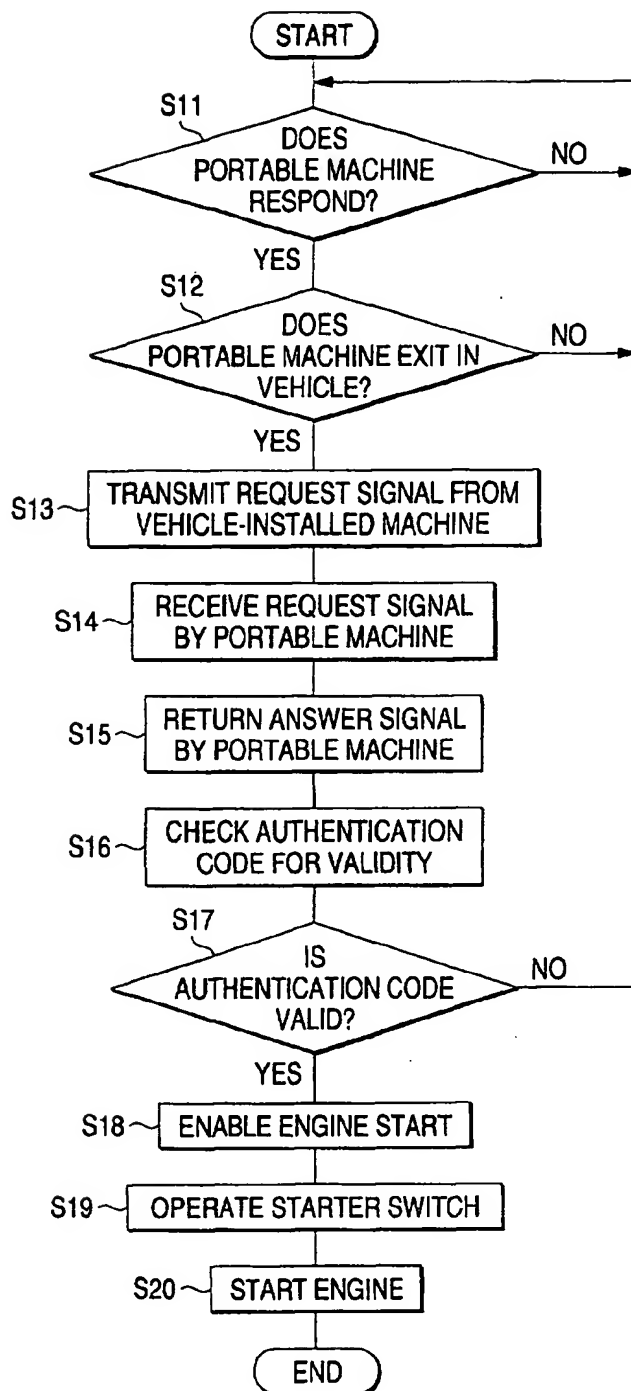 START
S11
DOES
PORTABLE MACHINE
RESPOND?
NO
YES
S12
DOES
PORTABLE MACHINE EXIT IN
VEHICLE?
NO
YES
S13
TRANSMIT REQUEST SIGNAL FROM
VEHICLE-INSTALLED MACHINE
S14
RECEIVE REQUEST SIGNAL
BY PORTABLE MACHINE
S15
RETURN ANSWER SIGNAL
BY PORTABLE MACHINE
S16
CHECK AUTHENTICATION
CODE FOR VALIDITY
S17
IS
AUTHENTICATION CODE
VALID?
NO
YES
S18
ENABLE ENGINE START
S19
OPERATE STARTER SWITCH
S20
START ENGINE
END